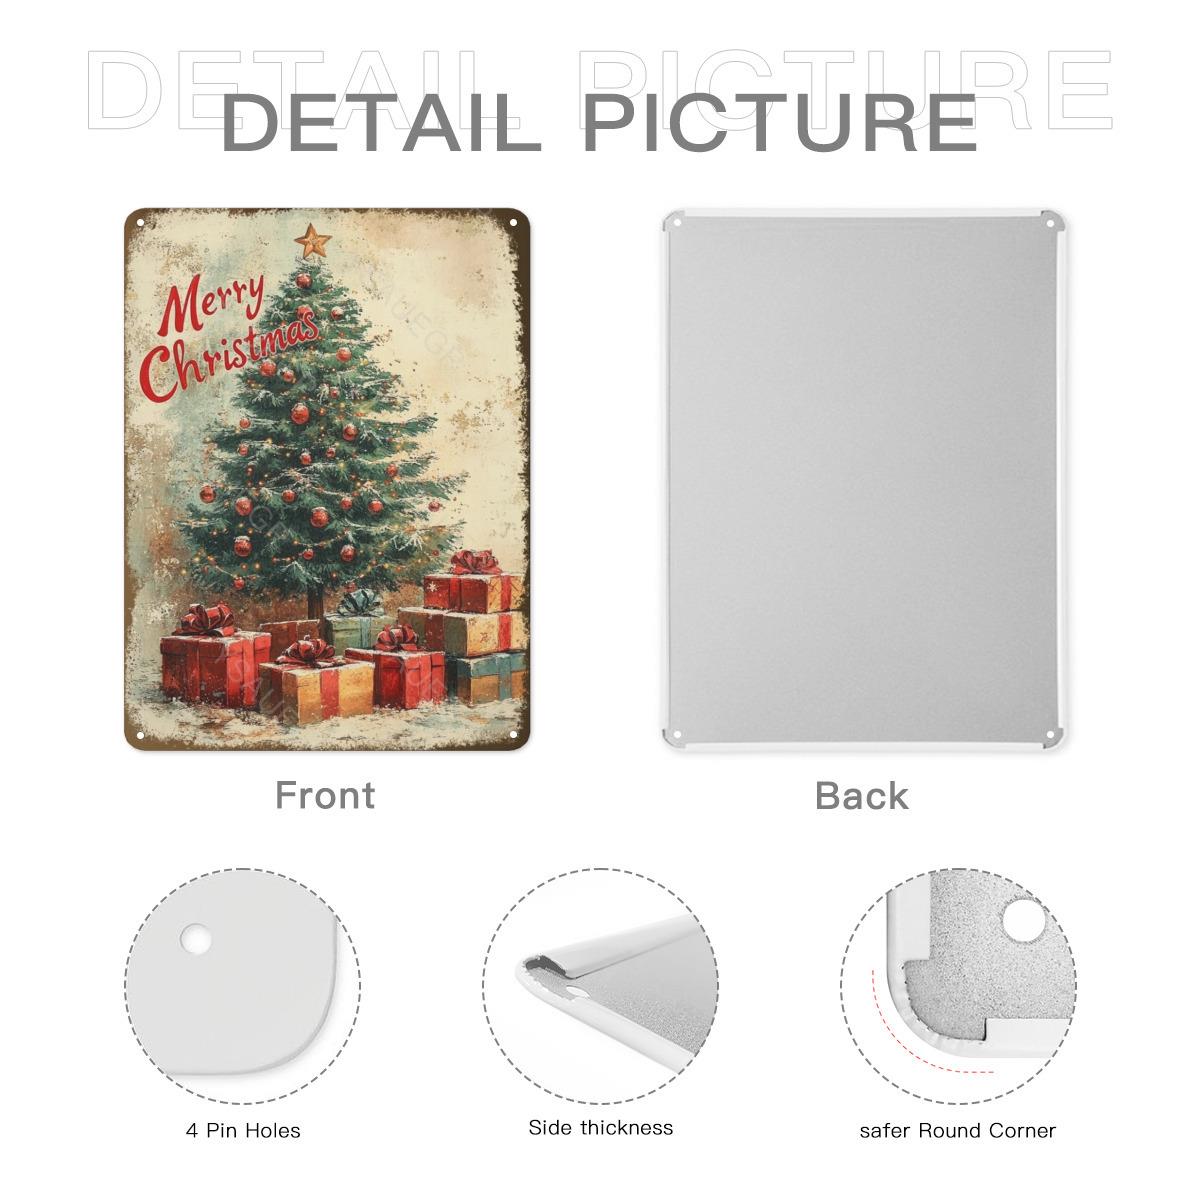 DETAIL PICTURE
DETAIL PICTURE
Merry
Christmas
Front
Back
4 Pin Holes
Side thickness
safer Round Corner